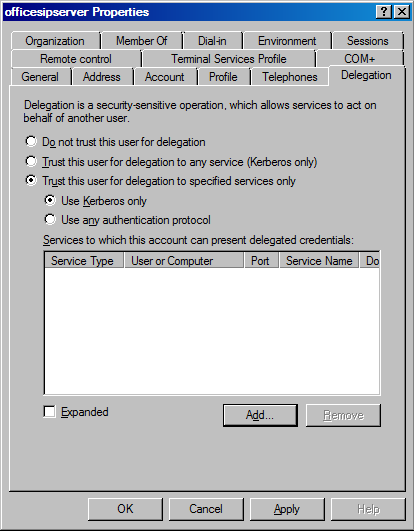 officesipserver Properties
Organization Member Of Dial-in Environment Sessions
Remote control Terminal Services Profile COM+
General Address Account Profile Telephones Delegation
Delegation is a security-sensitive operation, which allows services to act on
behalf of another user.
Do not trust this user for delegation
Trust this user for delegation to any service (Kerberos only)
Trust this user for delegation to specified services only
Use Kerberos only
Use any authentication protocol
Services to which this account can present delegated credentials:
Service Type User or Computer Port Service Name Do
Expanded Add... Remove
OK Cancel Apply Help